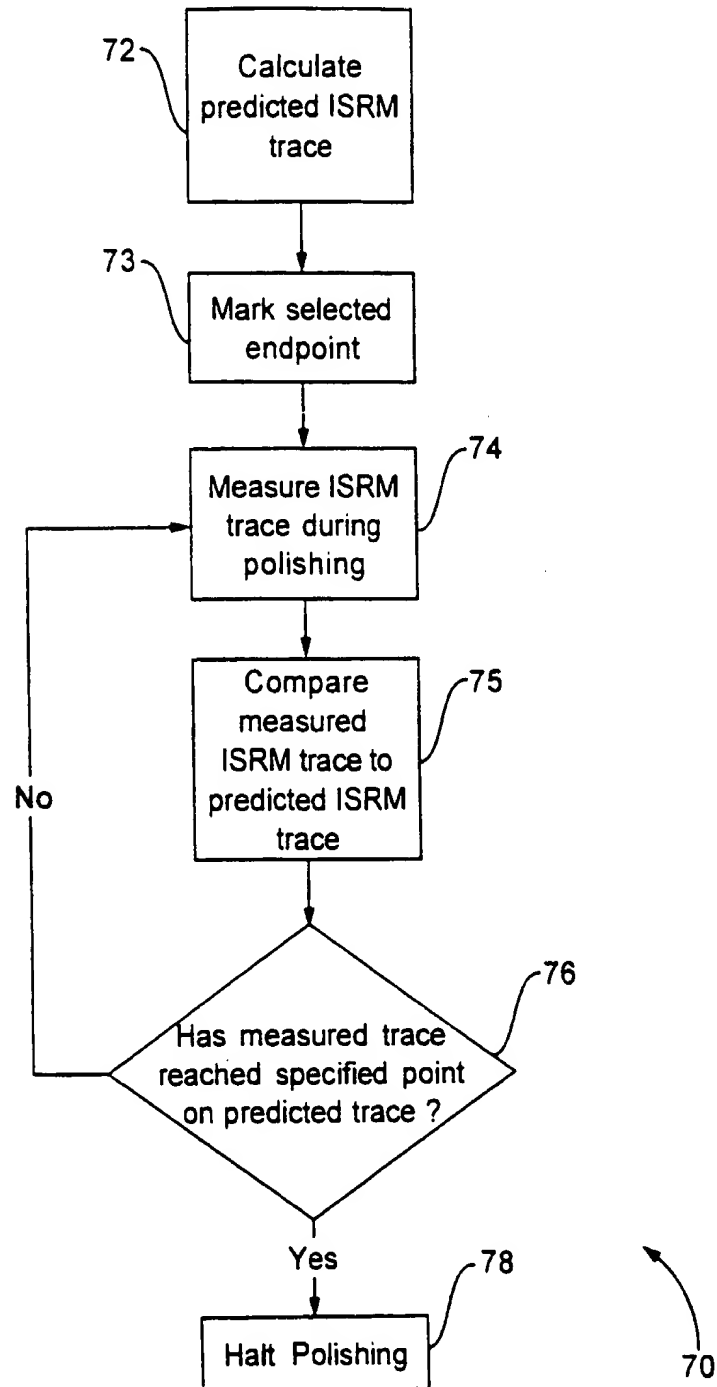 72
Calculate
predicted ISRM
trace
73
Mark selected
endpoint
74
Measure ISRM
trace during
polishing
75
Compare
measured
ISRM trace to
predicted ISRM
trace
No
76
Has measured trace
reached specified point
on predicted trace ?
Yes
78
Halt Polishing
70